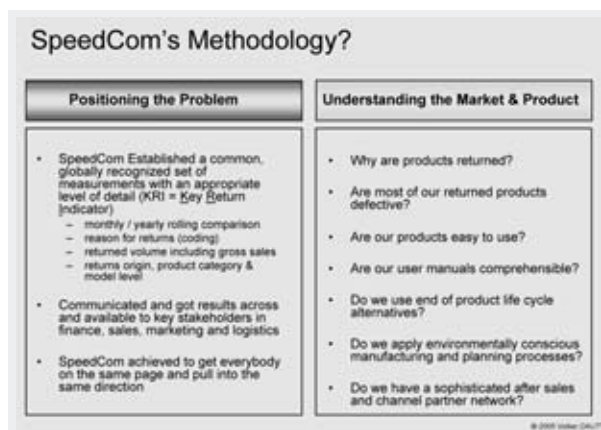 SpeedCom's Methodology?
Positioning the Problem
• SpeedCom Established a common,
globally recognized set of
measurements with an appropriate
level of detail (KRI = Key Return
Indicator)
– monthly / yearly rolling comparison
– reason for returns (coding)
– returned volume including gross sales
– returns origin, product category &
model level
• Communicated and got results across
and available to key stakeholders in
finance, sales, marketing and logistics
• SpeedCom achieved to get everybody
on the same page and pull into the
same direction
Understanding the Market & Product
• Why are products returned?
• Are most of our returned products
defective?
• Are our products easy to use?
• Are our user manuals comprehensible?
• Do we use end of product life cycle
alternatives?
• Do we apply environmentally conscious
manufacturing and planning processes?
• Do we have a sophisticated after sales
and channel partner network?